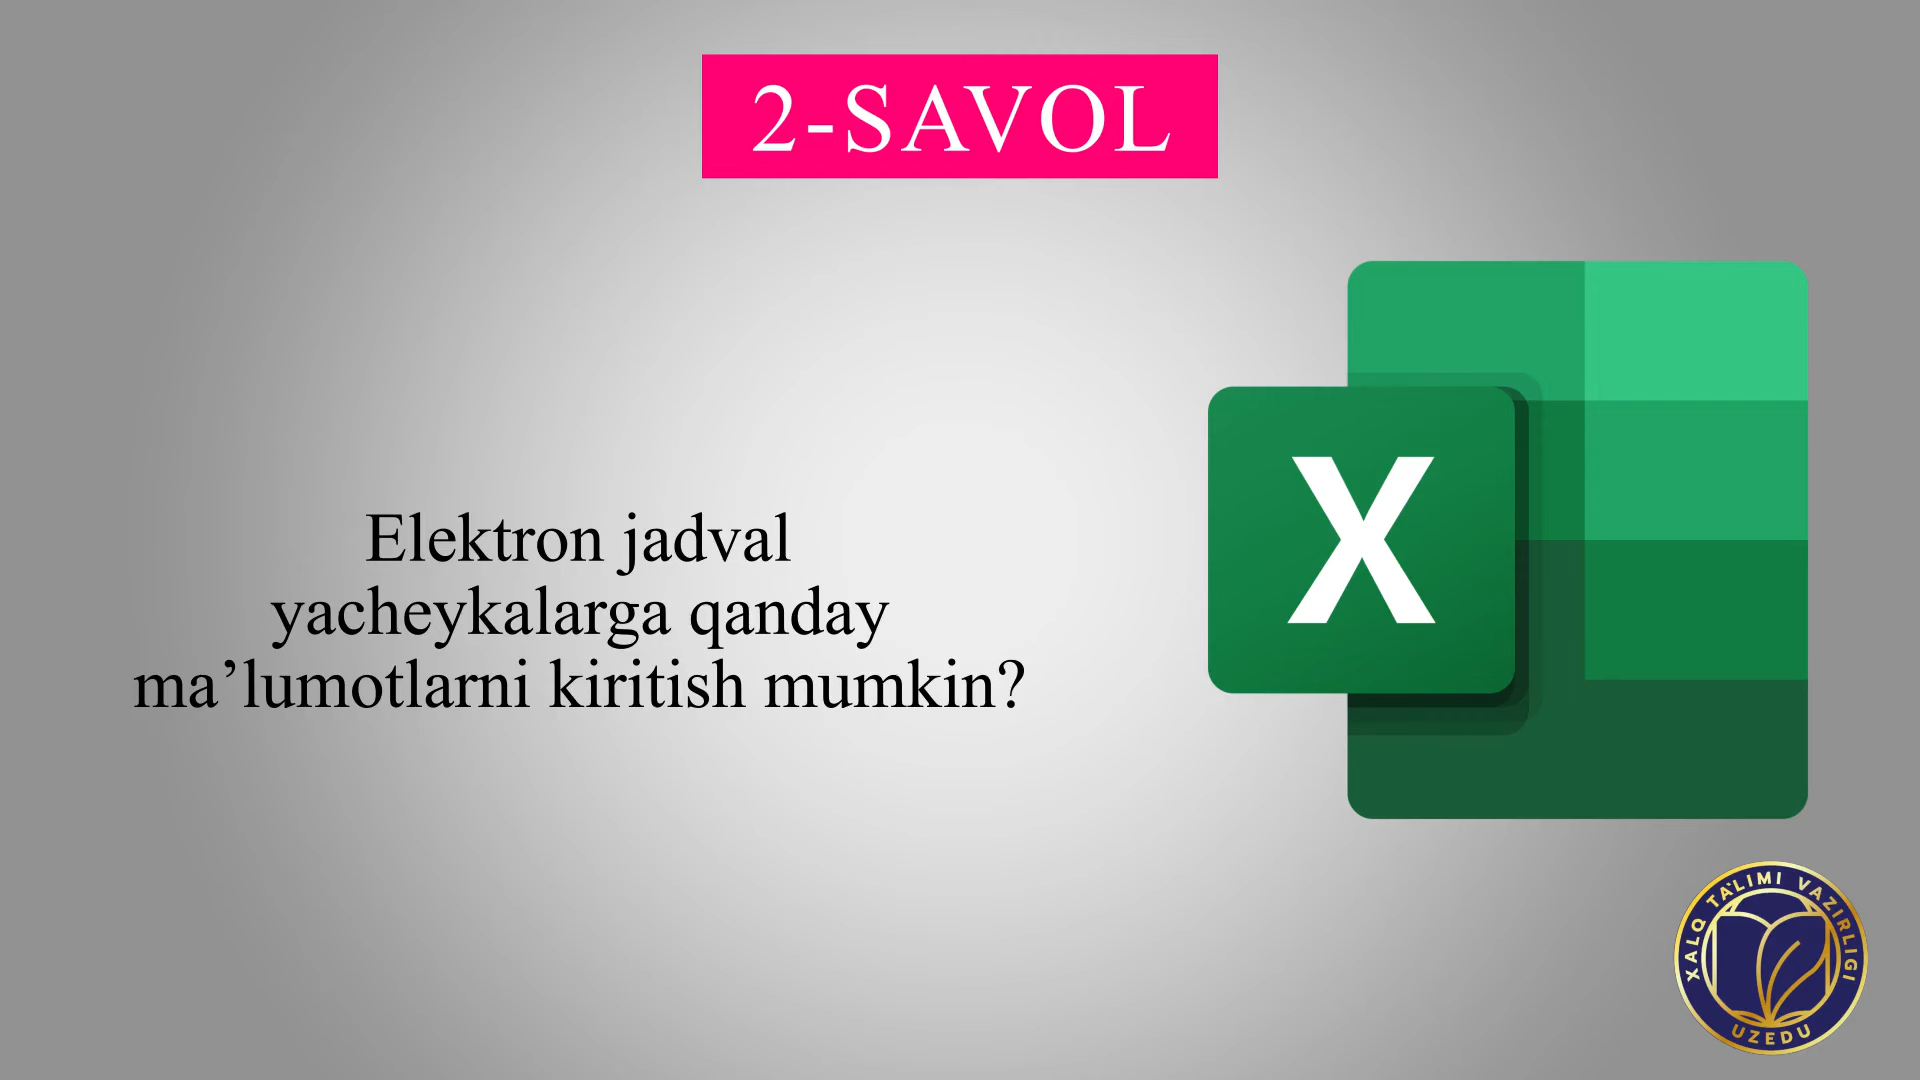 2-SAVOL
Elektron jadval
yacheykalarga qanday
ma’lumotlarni kiritish mumkin?
X
XALQ TA'LIMI VAZIRLIGI
UZEDU